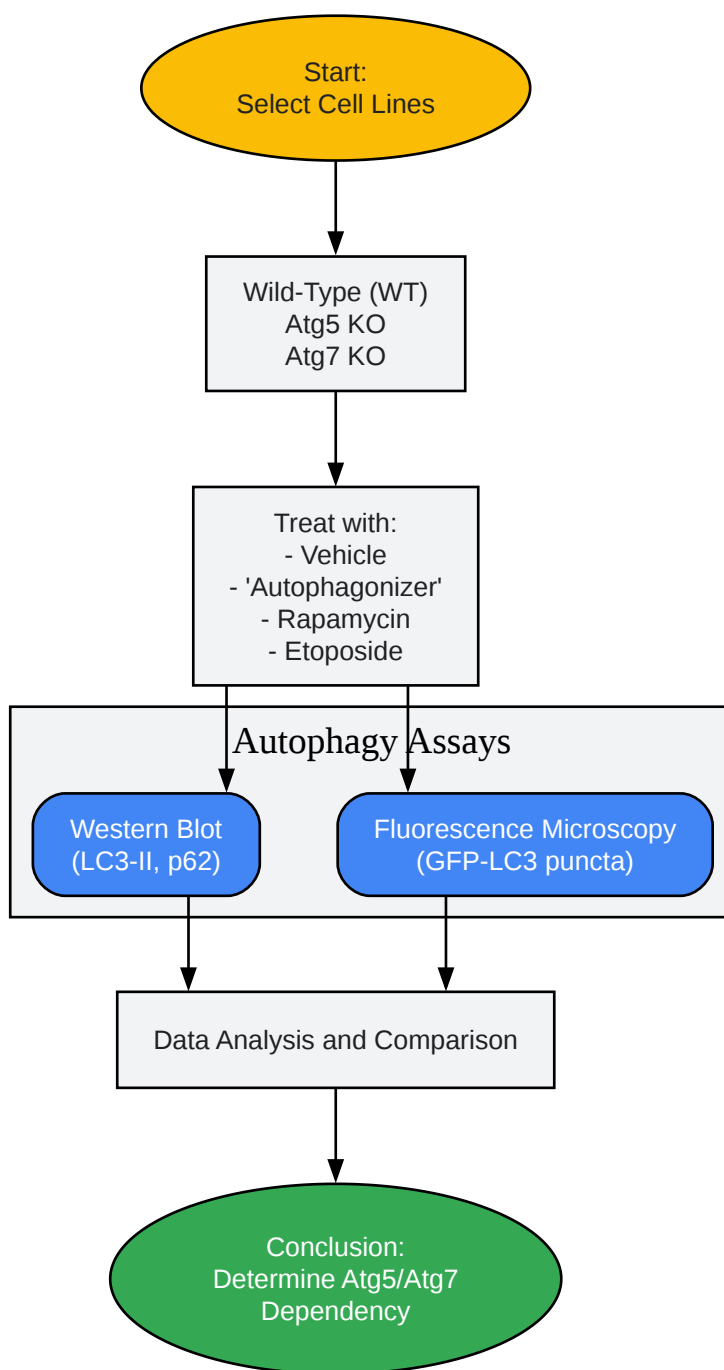 Start:
Select Cell Lines
Wild-Type (WT)
Atg5 KO
Atg7 KO
Treat with:
- Vehicle
- 'Autophagonizer'
- Rapamycin
- Etoposide
Autophagy Assays
Western Blot
(LC3-II, p62)
Fluorescence Microscopy
(GFP-LC3 puncta)
Data Analysis and Comparison
Conclusion:
Determine Atg5/Atg7
Dependency